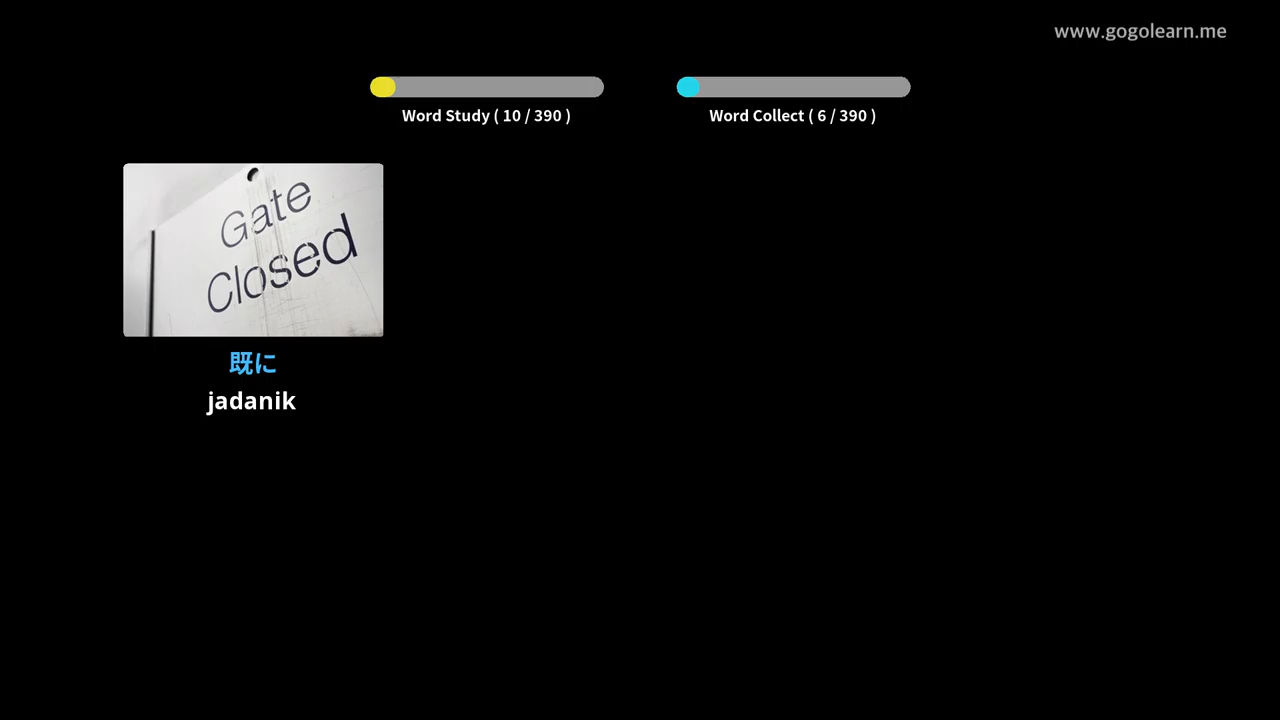 www.gogolearn.me
Word Study ( 10 / 390 )
Word Collect ( 6 / 390 )
Gate
Closed
既に
jadanik